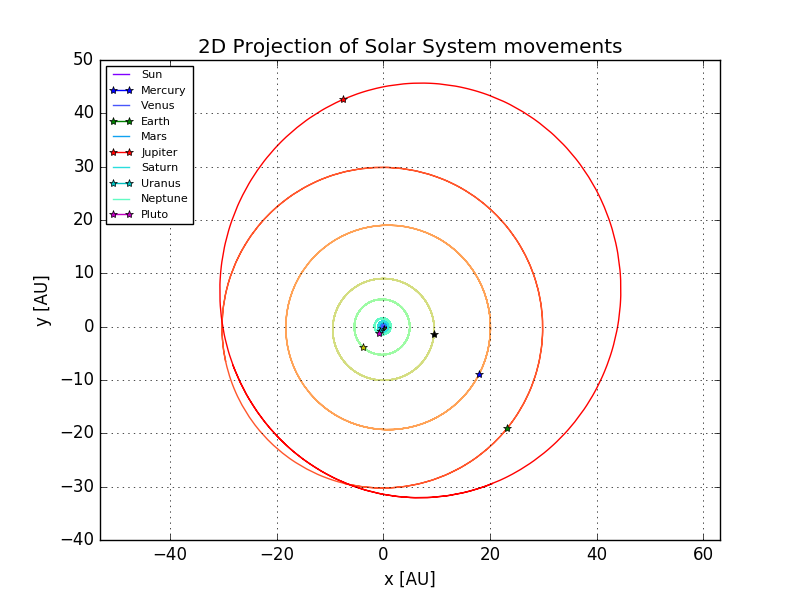 2D Projection of Solar System movements
50
40
30
20
10
0
−10
−20
−30
−40
y [AU]
Sun
Mercury
Venus
Earth
Mars
Jupiter
Saturn
Uranus
Neptune
Pluto
−40 −20 0 20 40 60
x [AU]